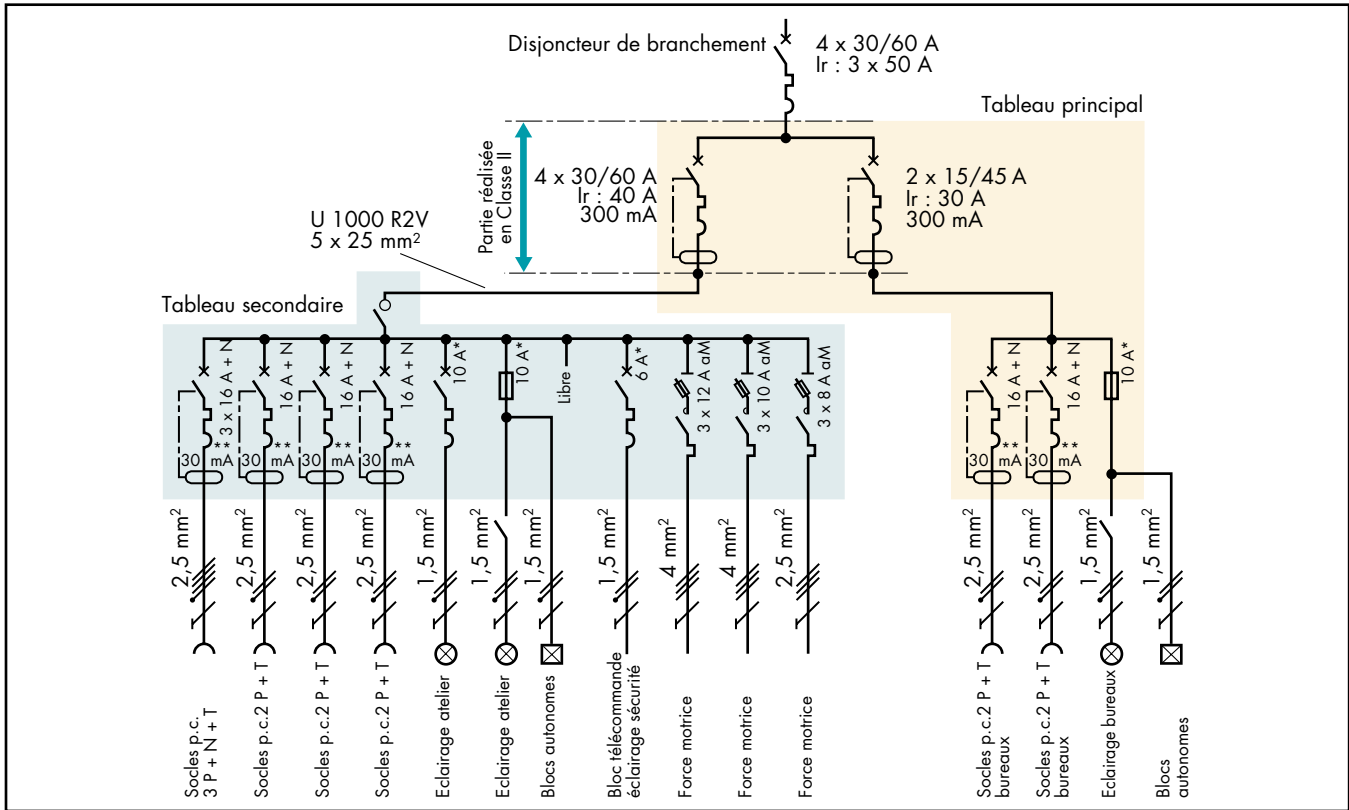 Disjoncteur de branchement
4 x 30/60 A
Ir : 3 x 50 A
Tableau principal
Partie réalisée
en Classe II
4 x 30/60 A
Ir : 40 A
300 mA
2 x 15/45 A
Ir : 30 A
300 mA
U 1000 R2V
5 x 25 mm²
Tableau secondaire
3 x 16 A + N
16 A + N
16 A + N
16 A + N
10 A*
10 A*
Libre
6 A*
3 x 12 A aM
3 x 10 A aM
3 x 8 A aM
16 A + N
16 A + N
10 A*
30 mA**
30 mA**
30 mA**
30 mA**
30 mA**
30 mA**
2,5 mm²
2,5 mm²
2,5 mm²
2,5 mm²
1,5 mm²
1,5 mm²
1,5 mm²
1,5 mm²
4 mm²
4 mm²
2,5 mm²
2,5 mm²
2,5 mm²
1,5 mm²
1,5 mm²
Socles p.c.
3 P + N + T
Socles p.c.2 P + T
Socles p.c.2 P + T
Socles p.c.2 P + T
Eclairage atelier
Eclairage atelier
Blocs autonomes
Bloc télécommande
éclairage sécurité
Force motrice
Force motrice
Force motrice
Socles p.c.2 P + T
bureaux
Socles p.c.2 P + T
bureaux
Eclairage bureaux
Blocs
autonomes